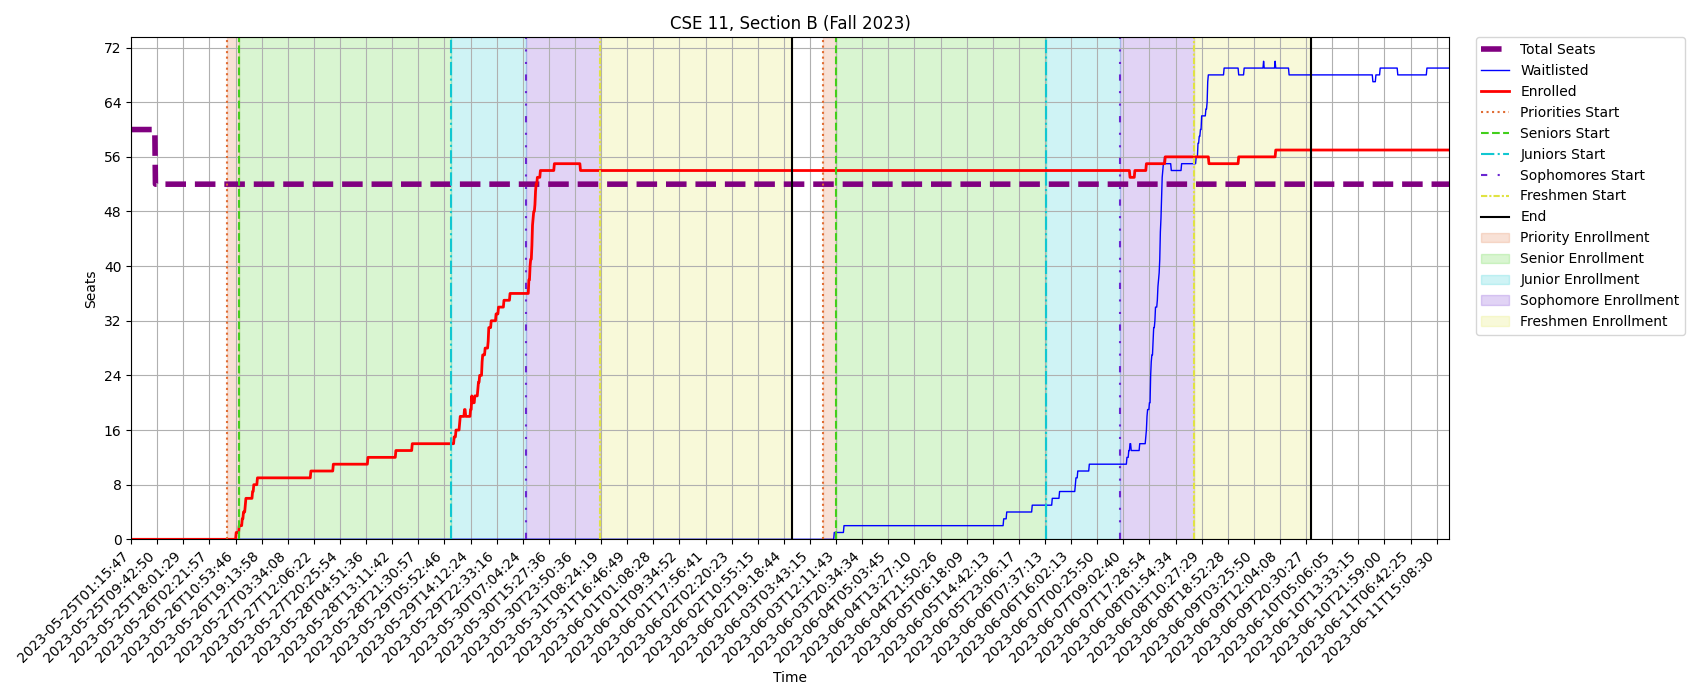 CSE 11, Section B (Fall 2023)
Seats
72
64
56
48
40
32
24
16
8
0
2023-05-25T01:15:47
2023-05-25T09:42:50
2023-05-25T18:01:29
2023-05-26T02:21:57
2023-05-26T10:53:46
2023-05-26T19:13:58
2023-05-27T03:34:08
2023-05-27T12:06:22
2023-05-27T20:25:54
2023-05-28T04:51:36
2023-05-28T13:11:42
2023-05-28T21:30:57
2023-05-29T05:52:46
2023-05-29T14:12:24
2023-05-29T22:33:16
2023-05-30T07:04:24
2023-05-30T15:27:36
2023-05-30T23:50:36
2023-05-31T08:24:19
2023-05-31T16:46:49
2023-06-01T01:08:28
2023-06-01T09:34:52
2023-06-01T17:56:41
2023-06-02T02:20:23
2023-06-02T10:55:15
2023-06-02T19:18:44
2023-06-03T03:43:15
2023-06-03T12:11:43
2023-06-03T20:34:34
2023-06-04T05:03:45
2023-06-04T13:27:10
2023-06-04T21:50:26
2023-06-05T06:18:09
2023-06-05T14:42:13
2023-06-05T23:06:17
2023-06-06T07:37:13
2023-06-06T16:02:13
2023-06-07T00:25:50
2023-06-07T09:02:40
2023-06-07T17:28:54
2023-06-08T01:54:34
2023-06-08T10:27:29
2023-06-08T18:52:28
2023-06-09T03:25:50
2023-06-09T12:04:08
2023-06-09T20:30:27
2023-06-10T05:06:05
2023-06-10T13:33:15
2023-06-10T21:59:00
2023-06-11T06:42:25
2023-06-11T15:08:30
Time
Total Seats
Waitlisted
Enrolled
Priorities Start
Seniors Start
Juniors Start
Sophomores Start
Freshmen Start
End
Priority Enrollment
Senior Enrollment
Junior Enrollment
Sophomore Enrollment
Freshmen Enrollment